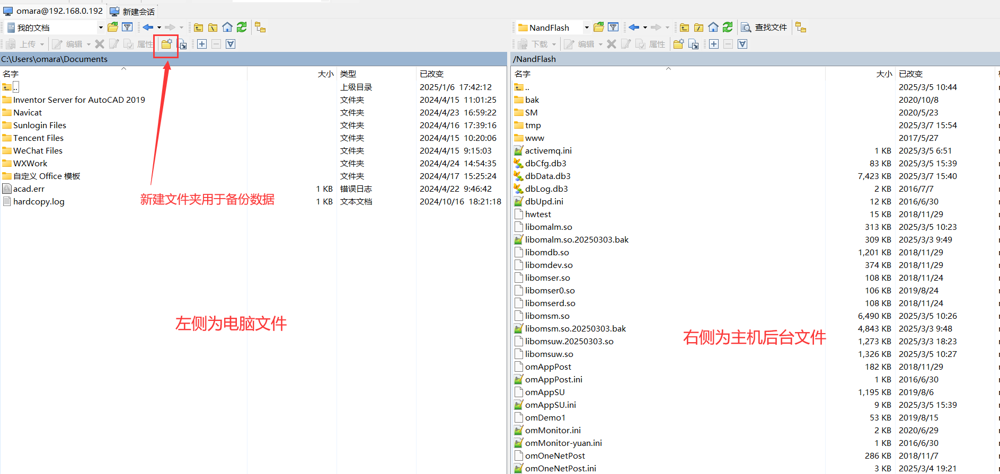 omara@192.168.0.192 新建会话
我的文档
NandFlash 查找文件
上传 编辑 属性
下载 编辑 属性
C:\Users\omara\Documents
名字 大小 类型 已改变
.. 上级目录 2025/1/6 17:42:12
Inventor Server for AutoCAD 2019 文件夹 2024/4/15 11:01:25
Navicat 文件夹 2024/4/23 16:59:22
Sunlogin Files 文件夹 2024/4/16 17:39:16
Tencent Files 文件夹 2024/4/15 10:20:06
WeChat Files 文件夹 2024/4/15 9:15:03
WXWork 文件夹 2024/4/24 14:54:35
自定义 Office 模板 文件夹 2024/4/17 15:25:24
acad.err 1 KB 错误日志 2024/4/22 9:46:42
hardcopy.log 1 KB 文本文档 2024/10/16 18:21:18
新建文件夹用于备份数据
左侧为电脑文件
/NandFlash
名字 大小 已改变
.. 2025/3/5 10:44
bak 2020/10/8
SM 2020/5/23
tmp 2025/3/7 15:54
www 2017/5/27
activemq.ini 1 KB 2025/3/5 6:51
dbCfg.db3 83 KB 2025/3/5 15:39
dbData.db3 7,423 KB 2025/3/7 15:40
dbLog.db3 2 KB 2016/7/7
dbUpd.ini 12 KB 2016/6/30
hwtest 15 KB 2018/11/29
libomalm.so 313 KB 2025/3/5 10:23
libomalm.so.20250303.bak 309 KB 2025/3/3 9:49
libomdb.so 1,201 KB 2018/11/29
libomdev.so 374 KB 2018/11/29
libomser.so 108 KB 2018/11/24
libomser0.so 106 KB 2019/8/24
libomserd.so 108 KB 2018/11/24
libomsm.so 6,490 KB 2025/3/5 10:26
libomsm.so.20250303.bak 4,843 KB 2025/3/3 9:48
libomsuw.20250303.so 1,273 KB 2025/3/3 18:23
libomsuw.so 1,326 KB 2025/3/5 10:27
omAppPost 182 KB 2018/11/29
omAppPost.ini 1 KB 2016/6/30
omAppSU 1,195 KB 2019/8/6
omAppSU.ini 9 KB 2025/3/5 15:39
omDemo1 53 KB 2019/8/15
omMonitor.ini 2 KB 2020/6/29
omMonitor-yuan.ini 1 KB 2016/6/30
omOneNetPost 286 KB 2018/11/7
omOneNetPost.ini 3 KB 2025/3/4 19:21
右侧为主机后台文件